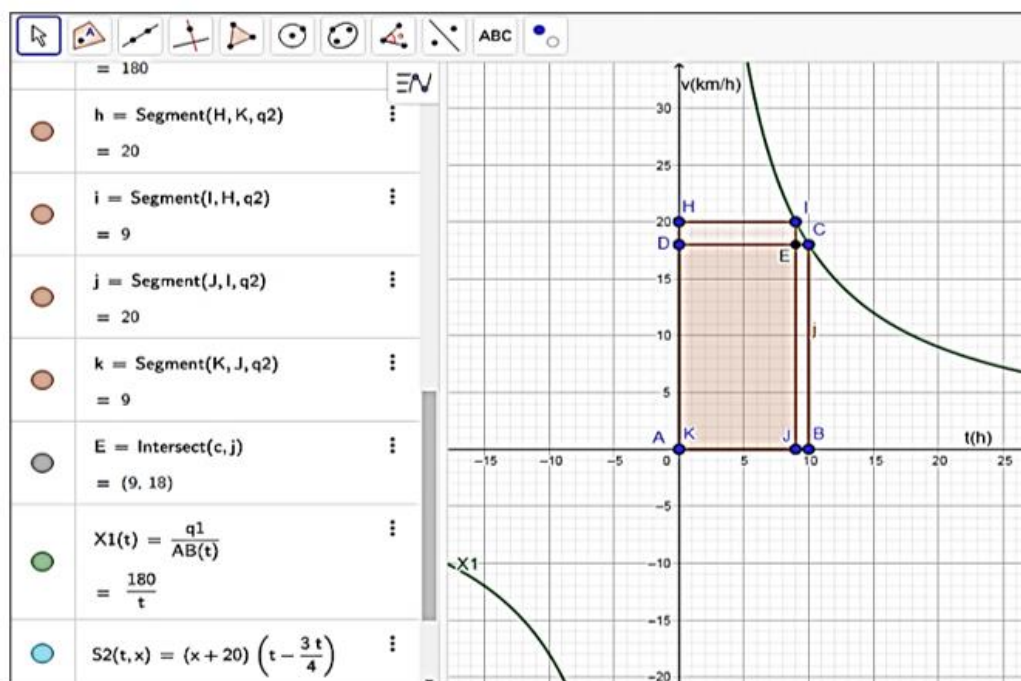 ABC
= 180
h = Segment(H, K, q2)
= 20
i = Segment(I, H, q2)
= 9
j = Segment(J, I, q2)
= 20
k = Segment(K, J, q2)
= 9
E = Intersect(c, j)
= (9, 18)
X1(t) = q1/AB(t)
= 180/t
S2(t,x) = (x + 20) (t − 3 t/4)
v(km/h)
30
25
20
15
10
5
0
−5
−10
−15
−20
−15
−10
−5
5
10
15
20
25
t(h)
H
I
D
C
E
j
A
K
J
B
X1